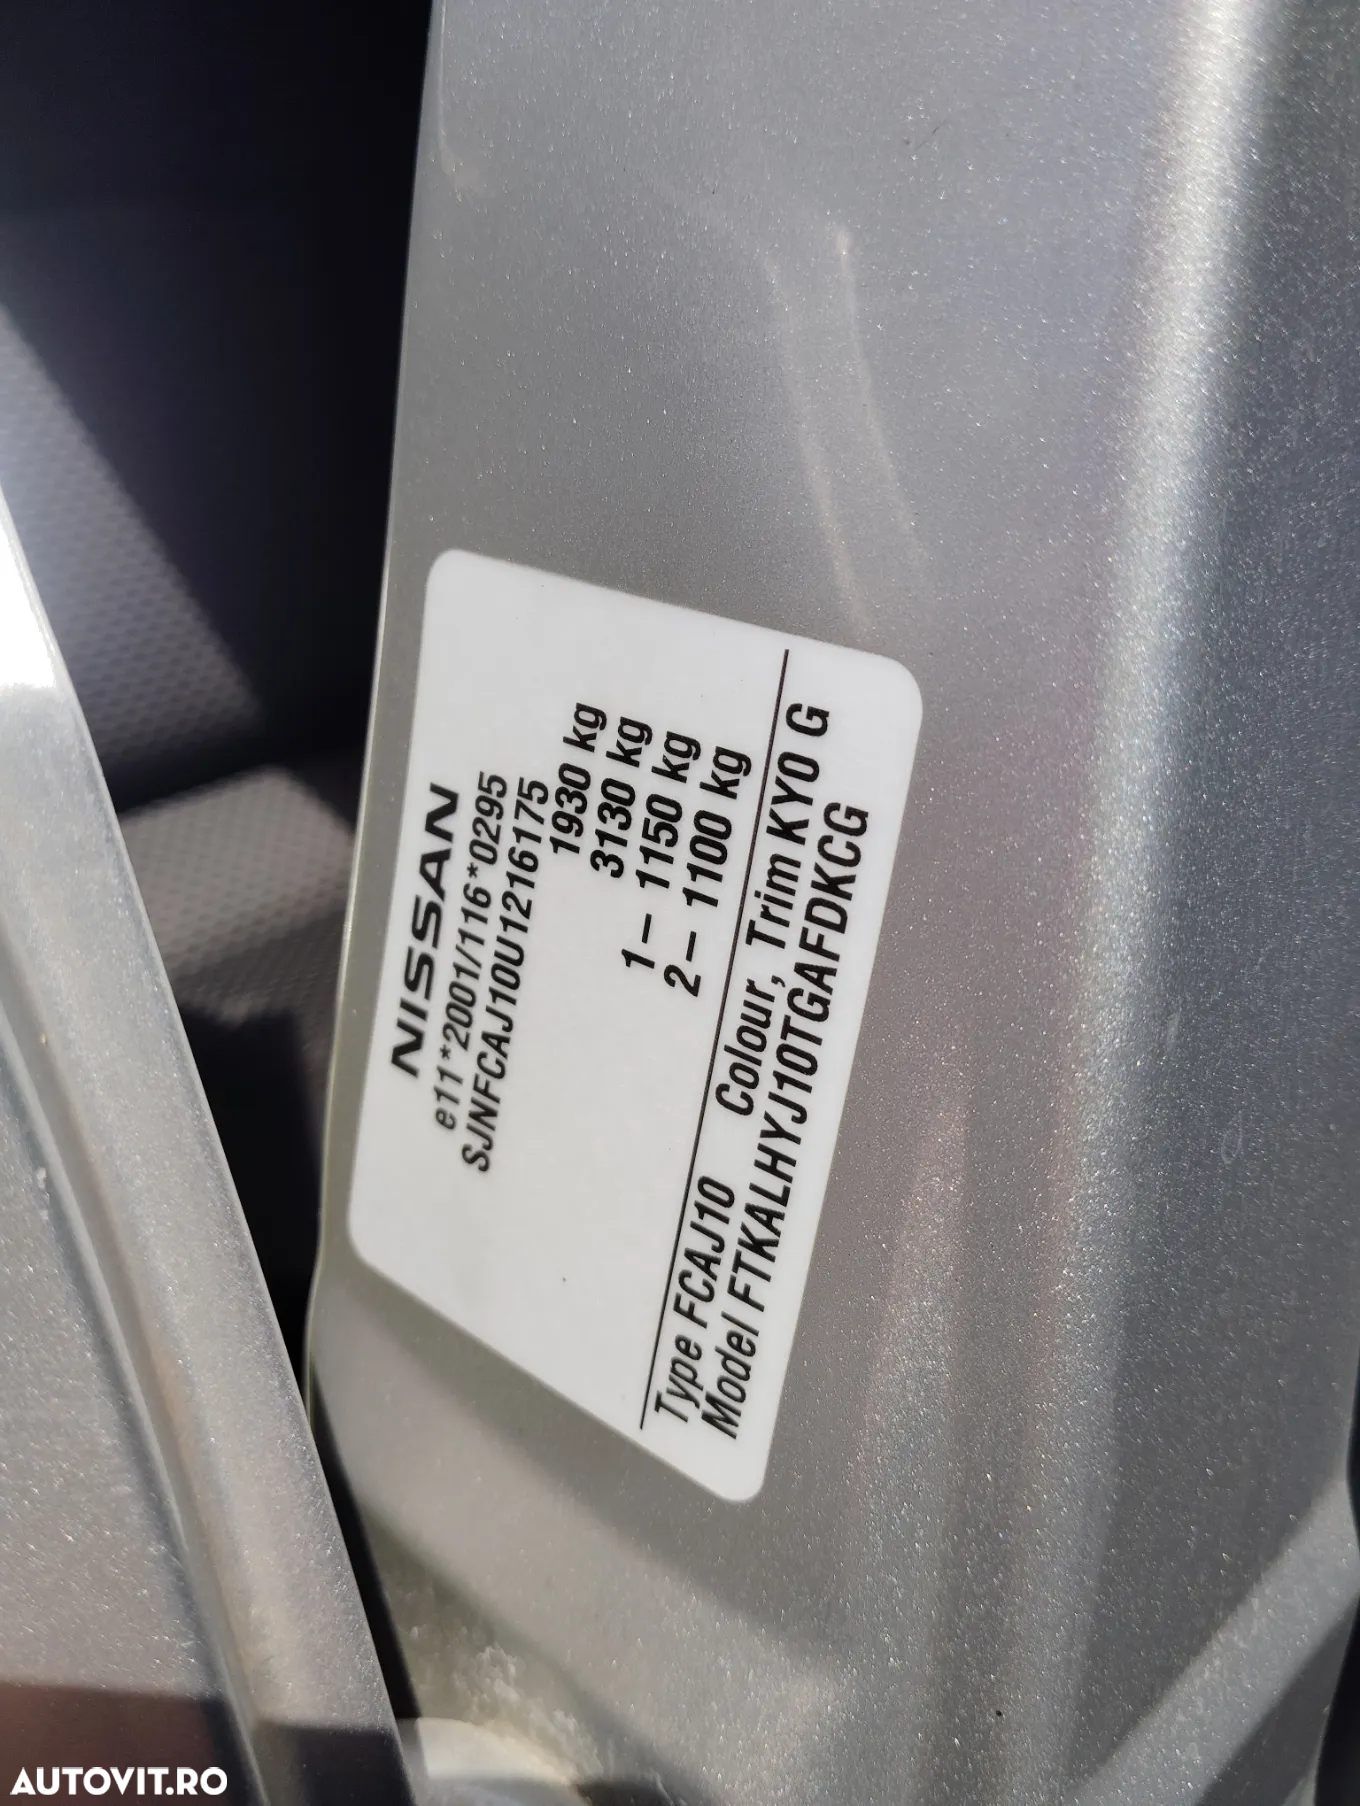 NISSAN
e11*2001/116*0295
SJNFCAJ10U1216175
1930 kg
3130 kg
1– 1150 kg
2– 1100 kg
Type FCAJ10 Colour, Trim KY0 G
Model FTKALHYJ10TGAFDKCG
AUTOVIT.RO